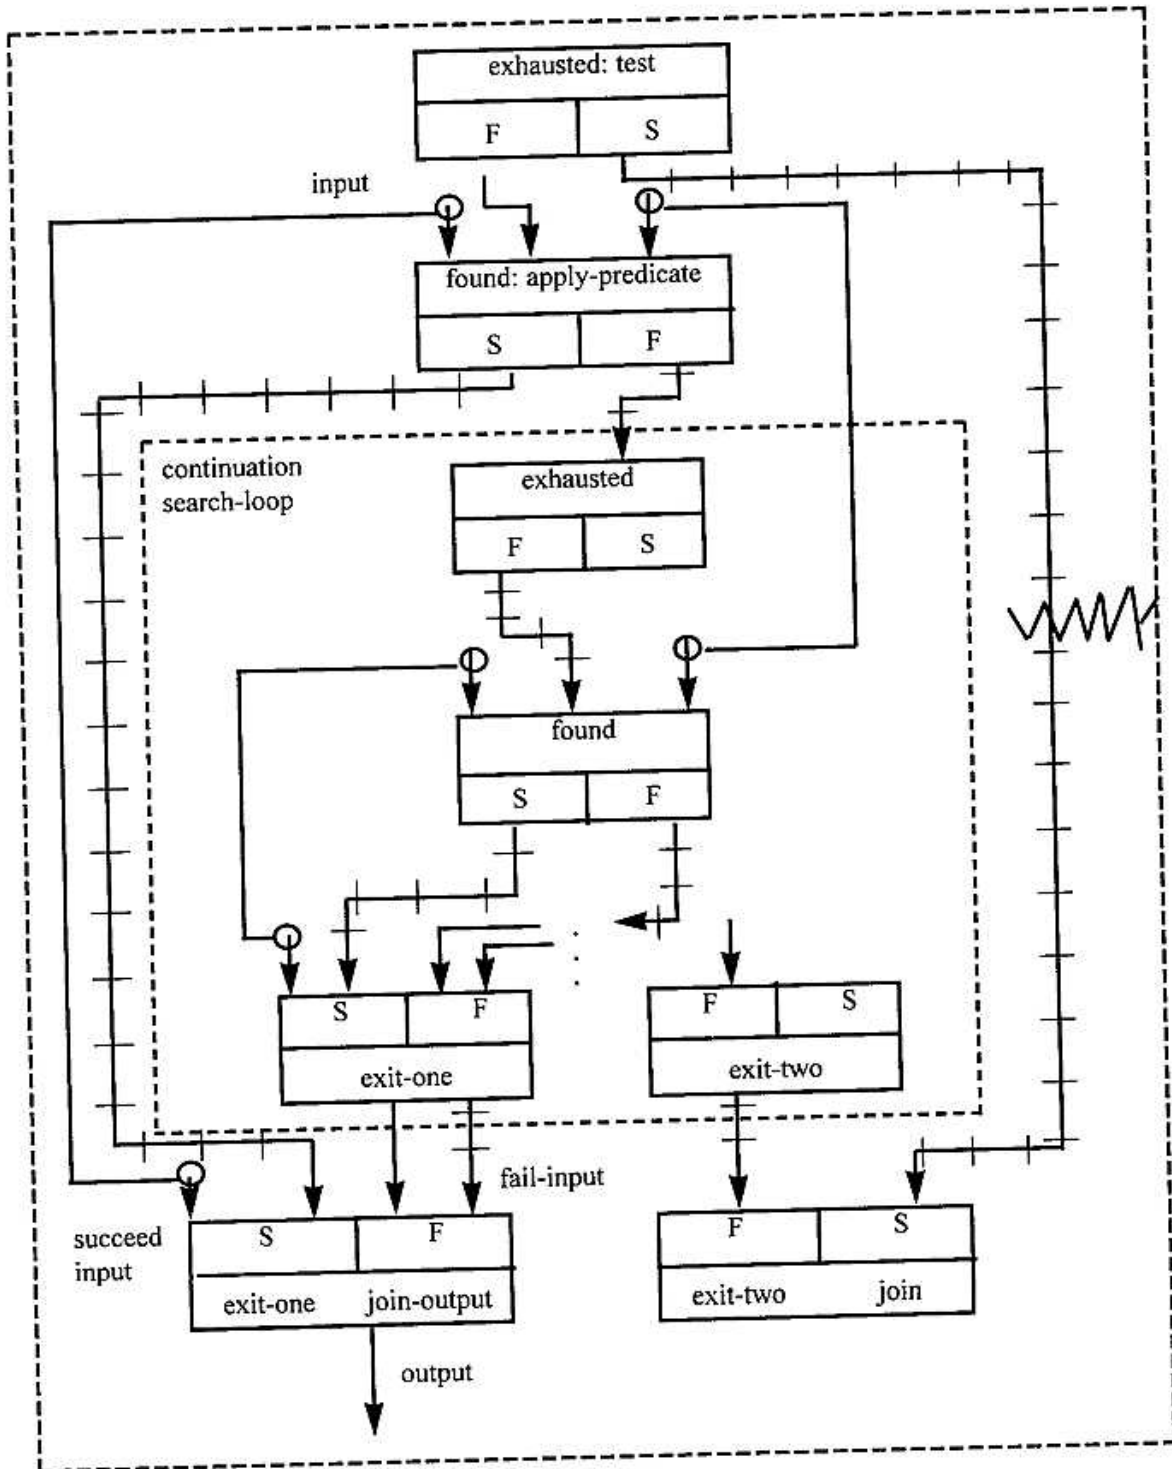 exhausted: test
F S
input
found: apply-predicate
S F
continuation
search-loop
exhausted
F S
found
S F
S F
exit-one
F S
exit-two
fail-input
succeed
input
S F
exit-one join-output
F S
exit-two join
output